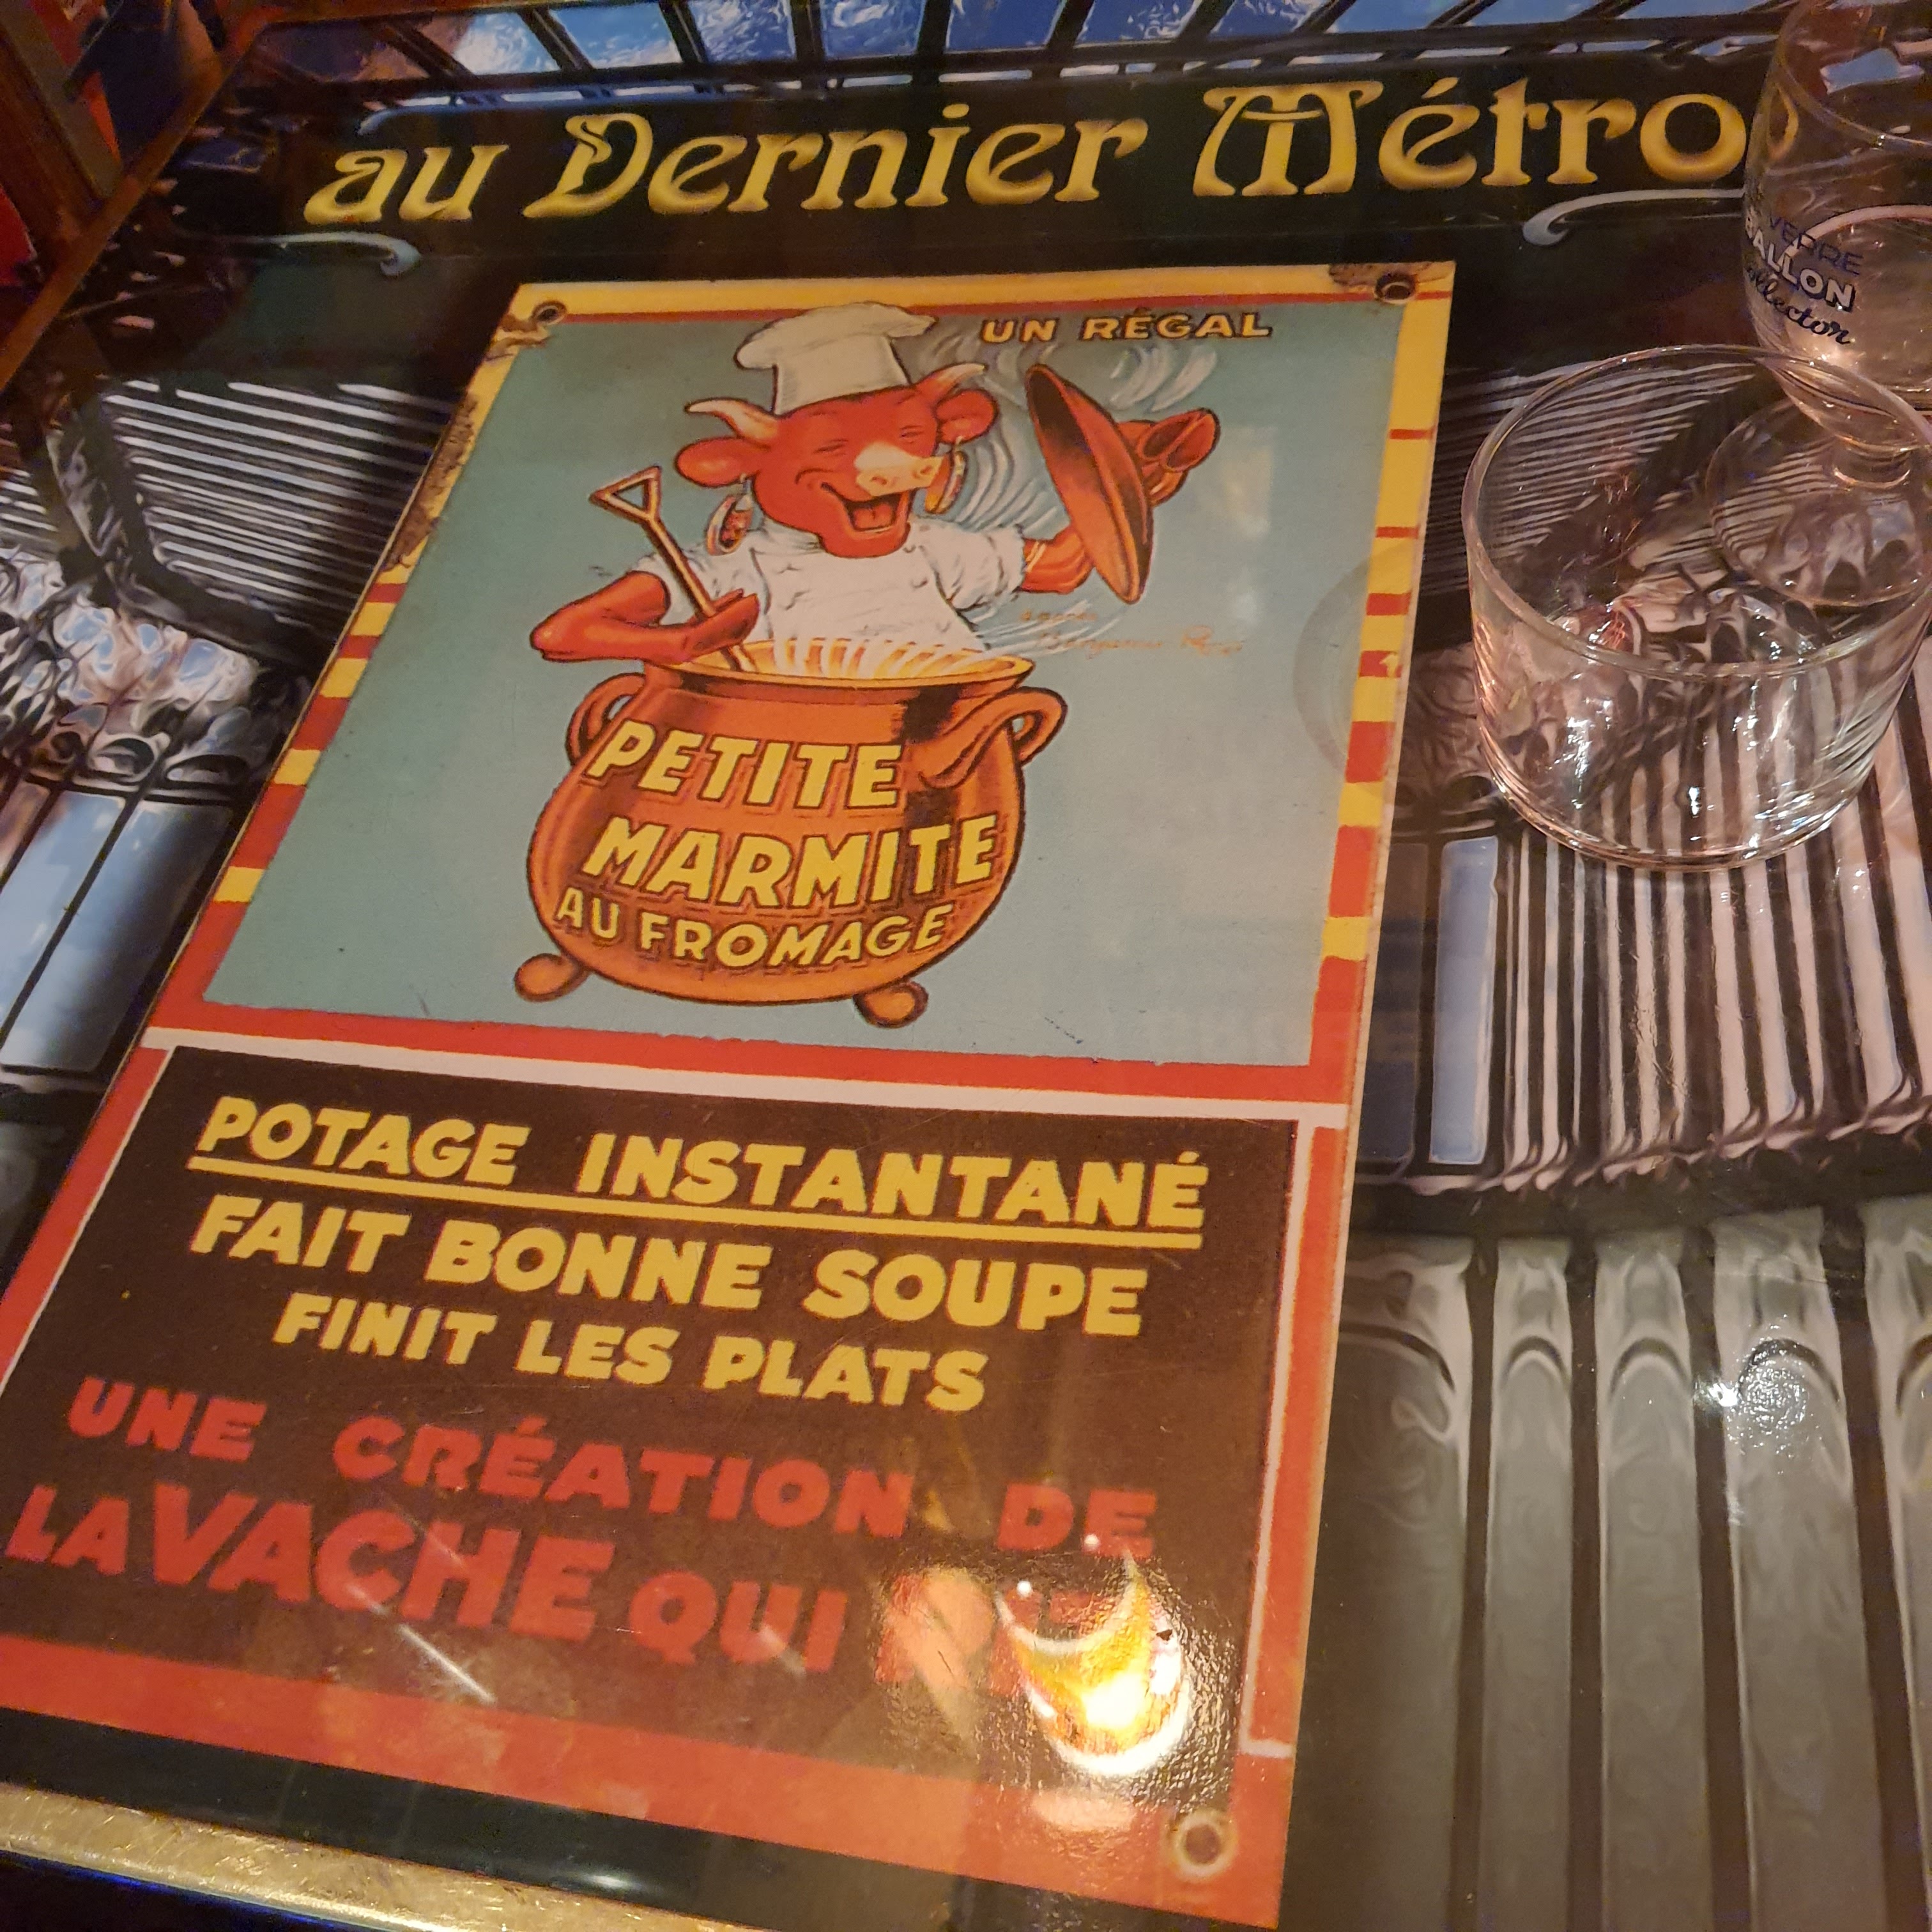 au Dernier Métro
VERRE
BALLON
Collector
UN RÉGAL
PETITE
MARMITE
AU FROMAGE
POTAGE INSTANTANÉ
FAIT BONNE SOUPE
FINIT LES PLATS
UNE CRÉATION DE
LA VACHE QUI